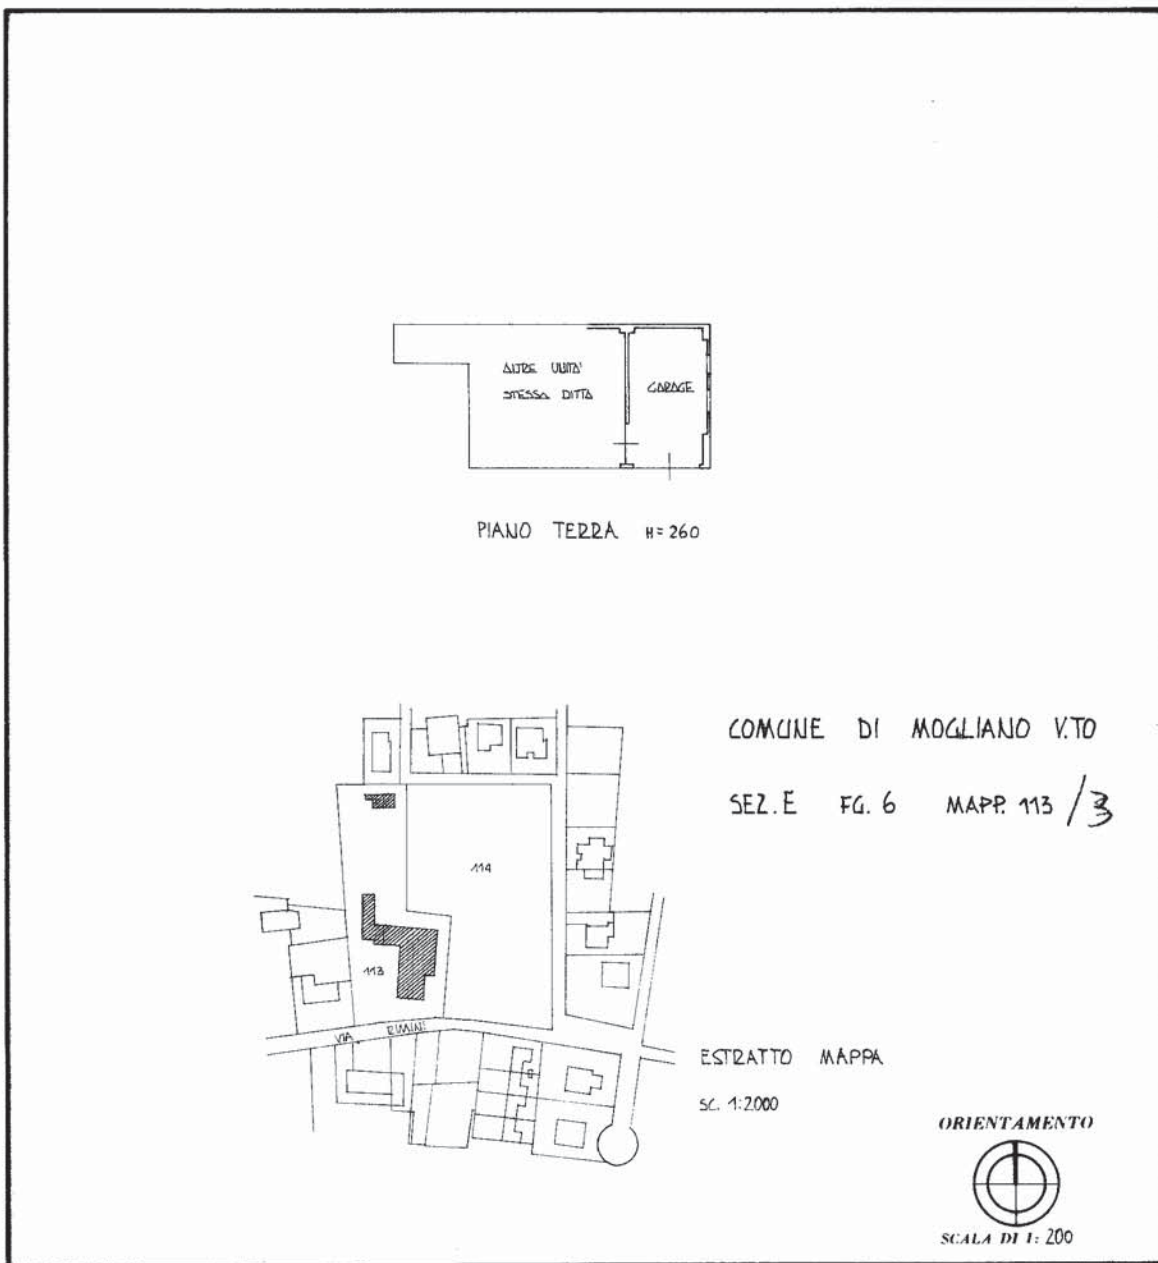 ALTRE UNITA'
STESSA DITTA
GARAGE
PIANO TERRA H=260
COMUNE DI MOGLIANO V.TO
SEZ. E FG. 6 MAPP. 113 /3
114
113
VIA RIMINI
ESTRATTO MAPPA
SC. 1:2000
ORIENTAMENTO
SCALA DI 1: 200